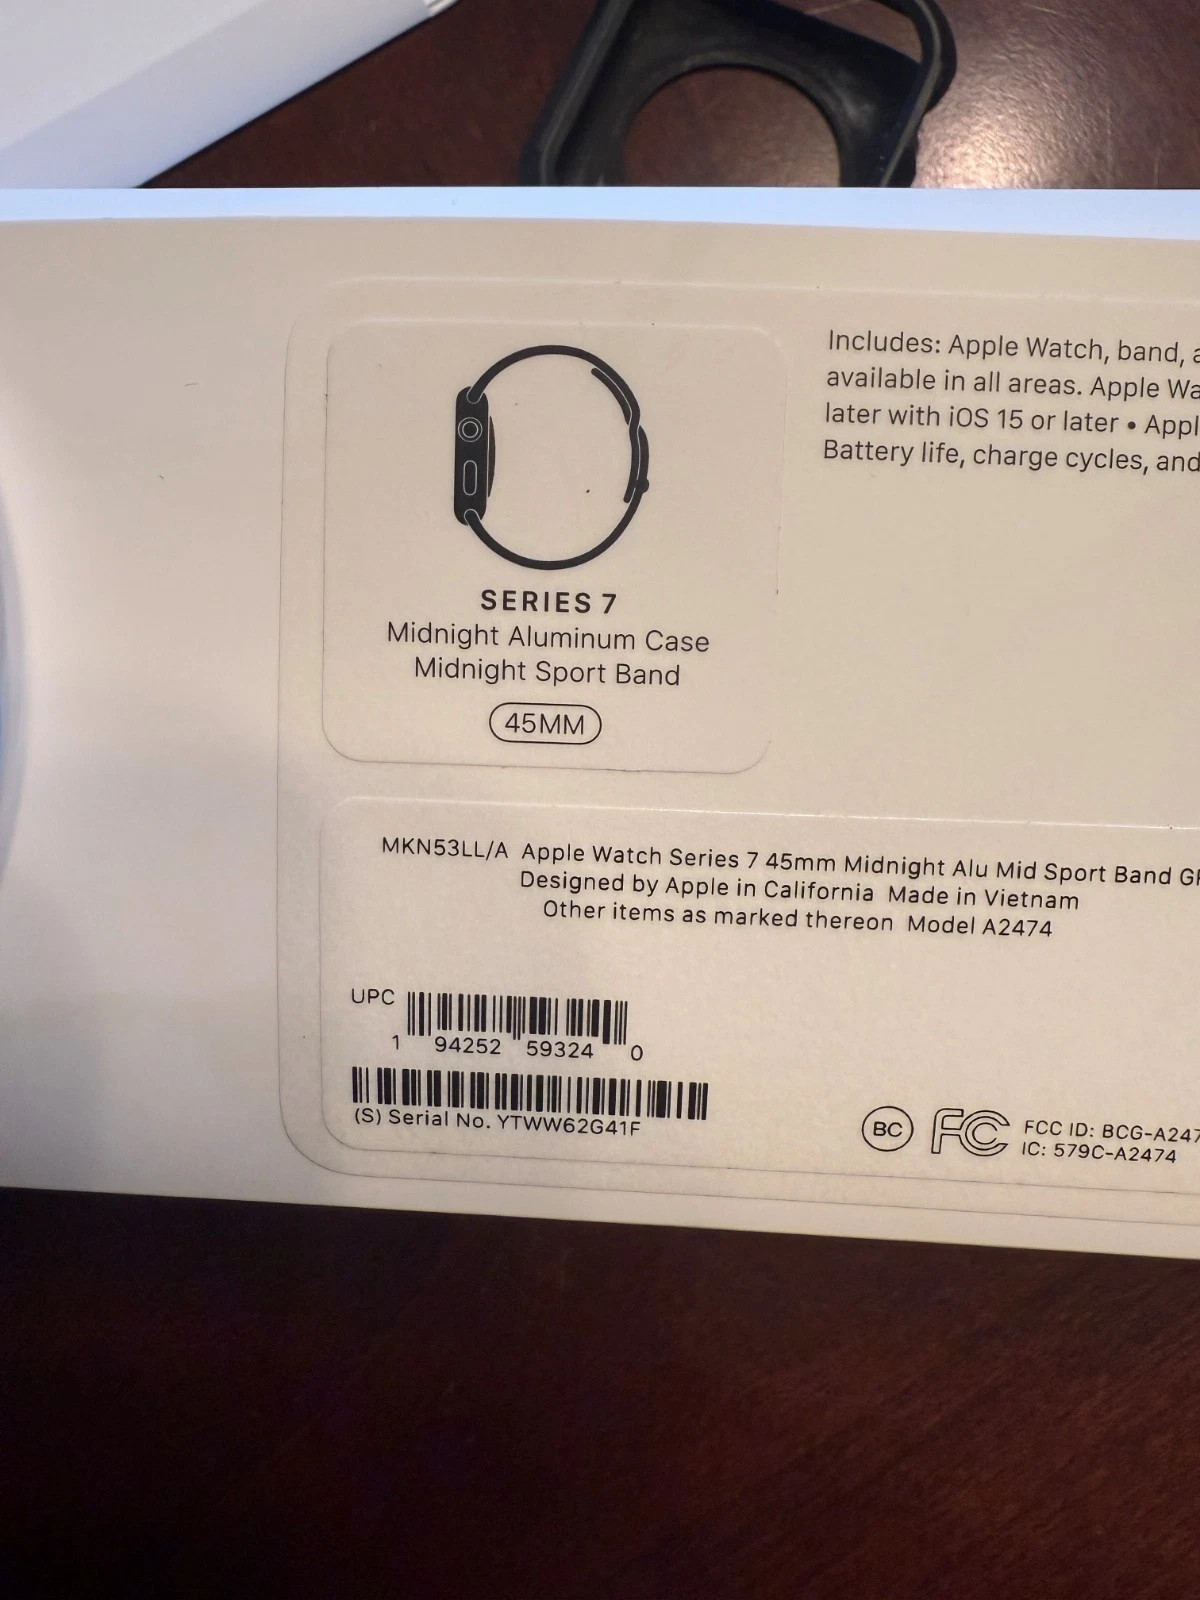 SERIES 7
Midnight Aluminum Case
Midnight Sport Band
45MM
Includes: Apple Watch, band,
available in all areas. Apple
later with iOS 15 or later •
Battery life, charge cycles, and
MKN53LL/A Apple Watch Series 7 45mm Midnight Alu Mid Sport Band
Designed by Apple in California Made in Vietnam
Other items as marked thereon Model A2474
UPC
1 94252 59324 0
(S) Serial No. YTWW62G41F
BC
FC
FCC ID: BCG-A247
IC: 579C-A2474